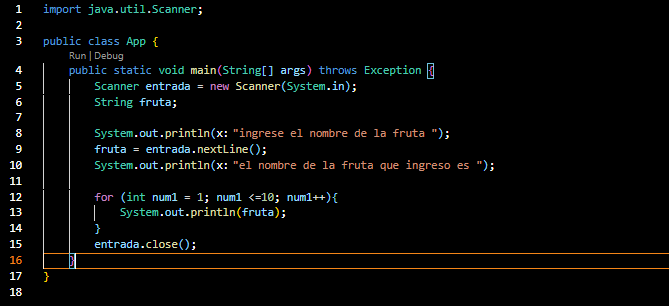 1 import java.util.Scanner;
2
3 public class App {
Run | Debug
4 public static void main(String[] args) throws Exception {
5 Scanner entrada = new Scanner(System.in);
6 String fruta;
7
8 System.out.println(x: "ingrese el nombre de la fruta ");
9 fruta = entrada.nextLine();
10 System.out.println(x: "el nombre de la fruta que ingreso es ");
11
12 for (int num1 = 1; num1 <=10; num1++){
13 System.out.println(fruta);
14 }
15 entrada.close();
16 }
17 }
18